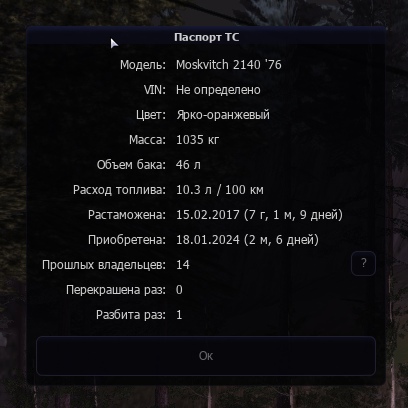 Паспорт ТС
Модель: Moskvitch 2140 '76
VIN: Не определено
Цвет: Ярко-оранжевый
Масса: 1035 кг
Объем бака: 46 л
Расход топлива: 10.3 л / 100 км
Растаможена: 15.02.2017 (7 г, 1 м, 9 дней)
Приобретена: 18.01.2024 (2 м, 6 дней)
Прошлых владельцев: 14 ?
Перекрашена раз: 0
Разбита раз: 1
Ок